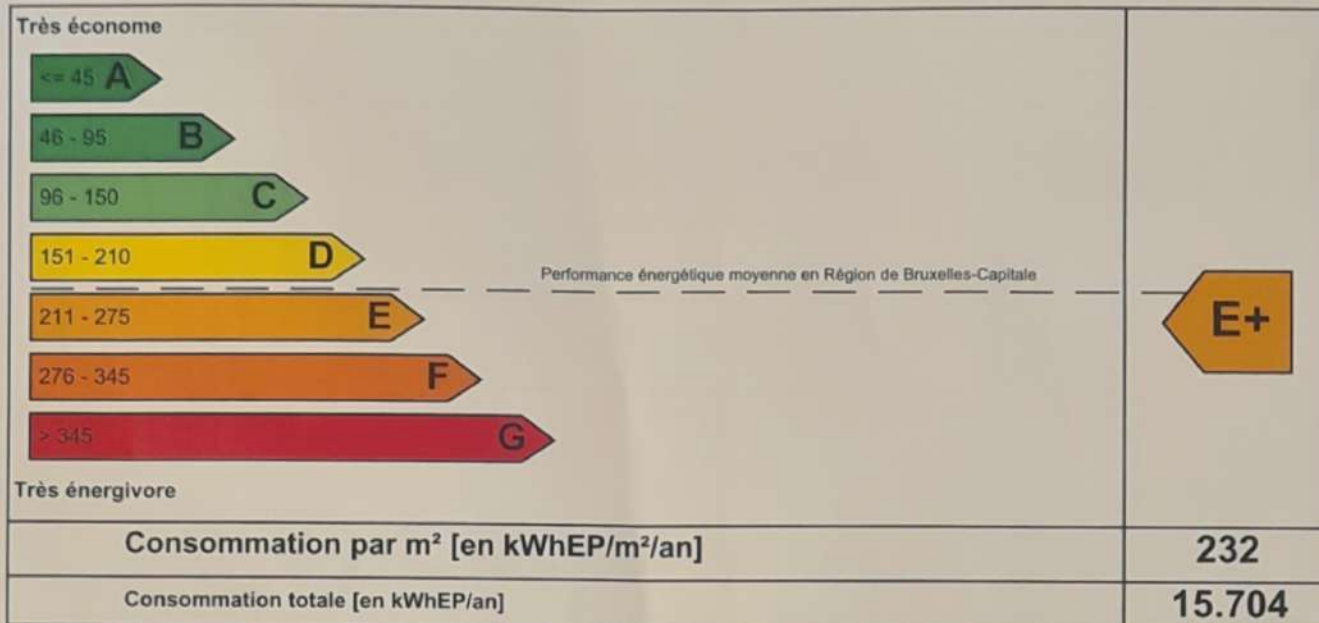 Très économe
<= 45 A
46 - 95 B
96 - 150 C
151 - 210 D
Performance énergétique moyenne en Région de Bruxelles-Capitale
211 - 275 E
E+
276 - 345 F
> 345 G
Très énergivore
Consommation par m² [en kWhEP/m²/an] 232
Consommation totale [en kWhEP/an] 15.704